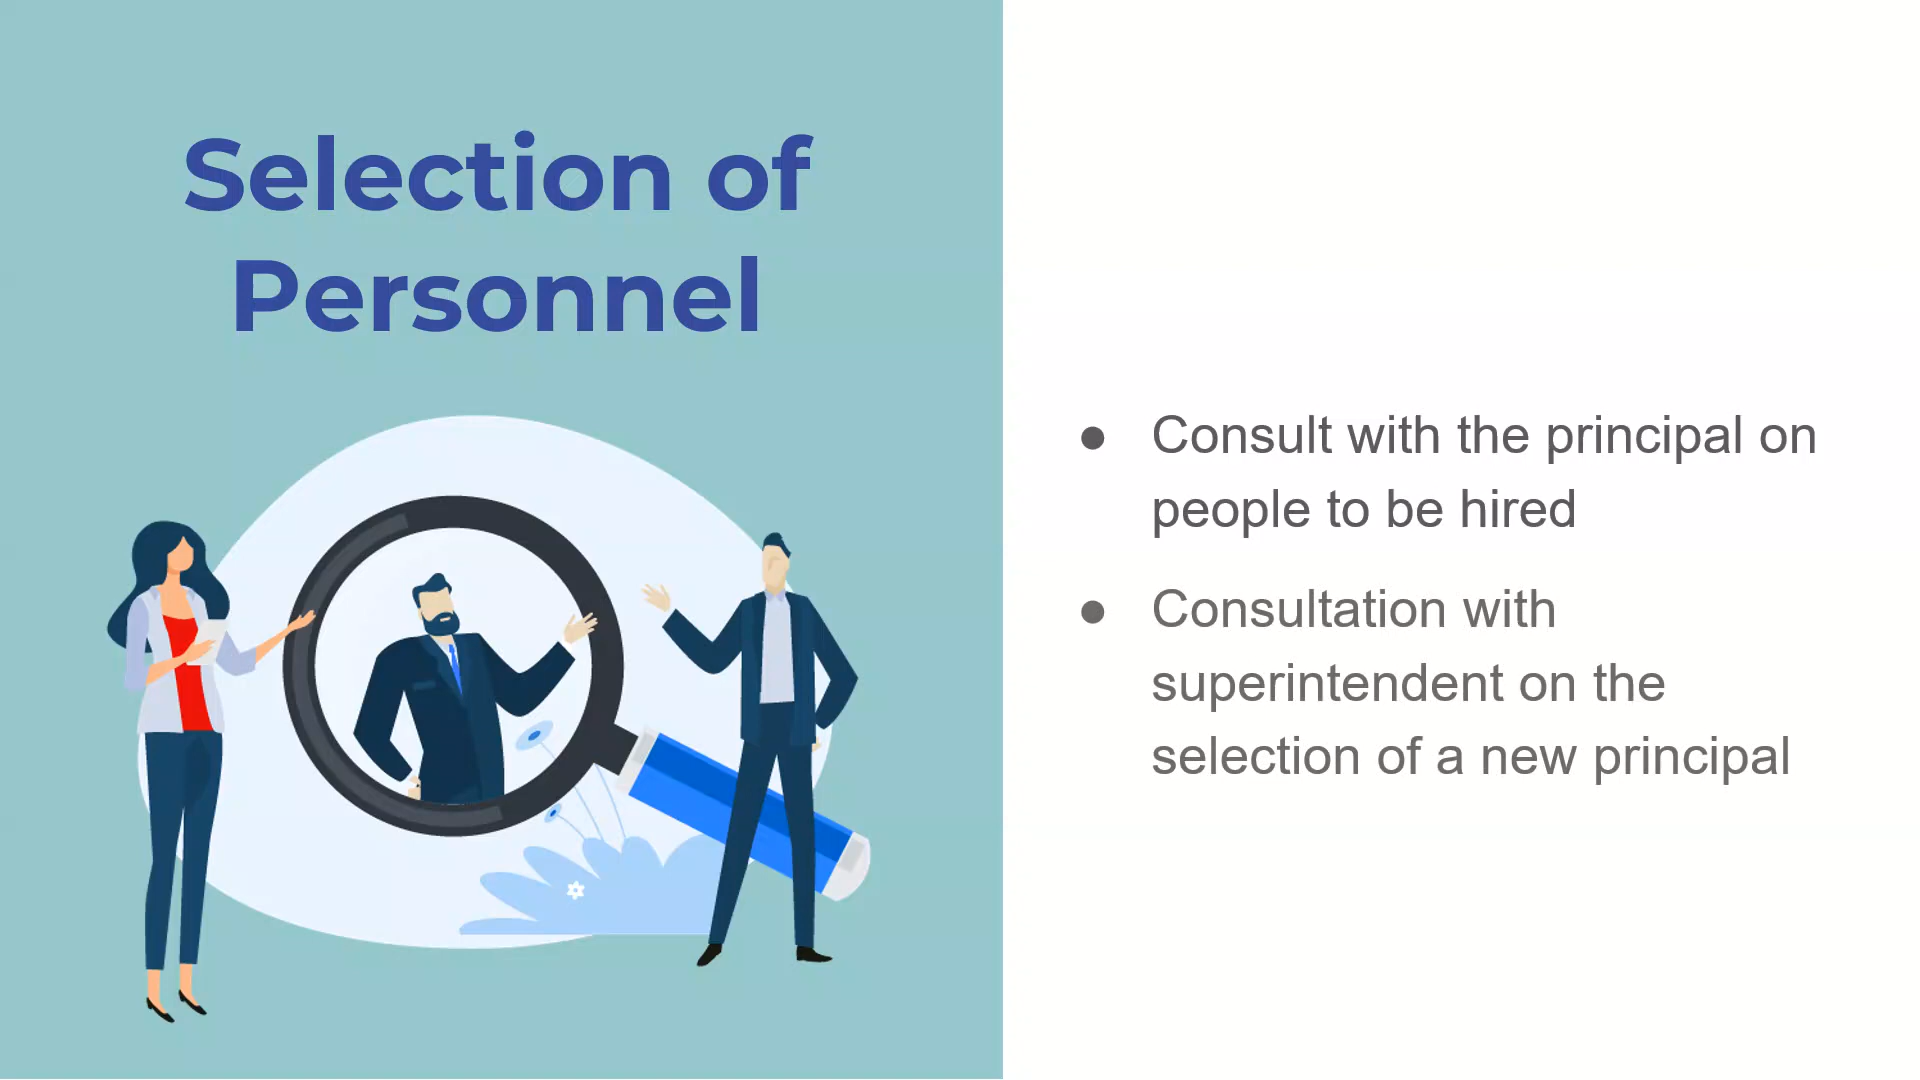 Selection of
Personnel
● Consult with the principal on
people to be hired
● Consultation with
superintendent on the
selection of a new principal